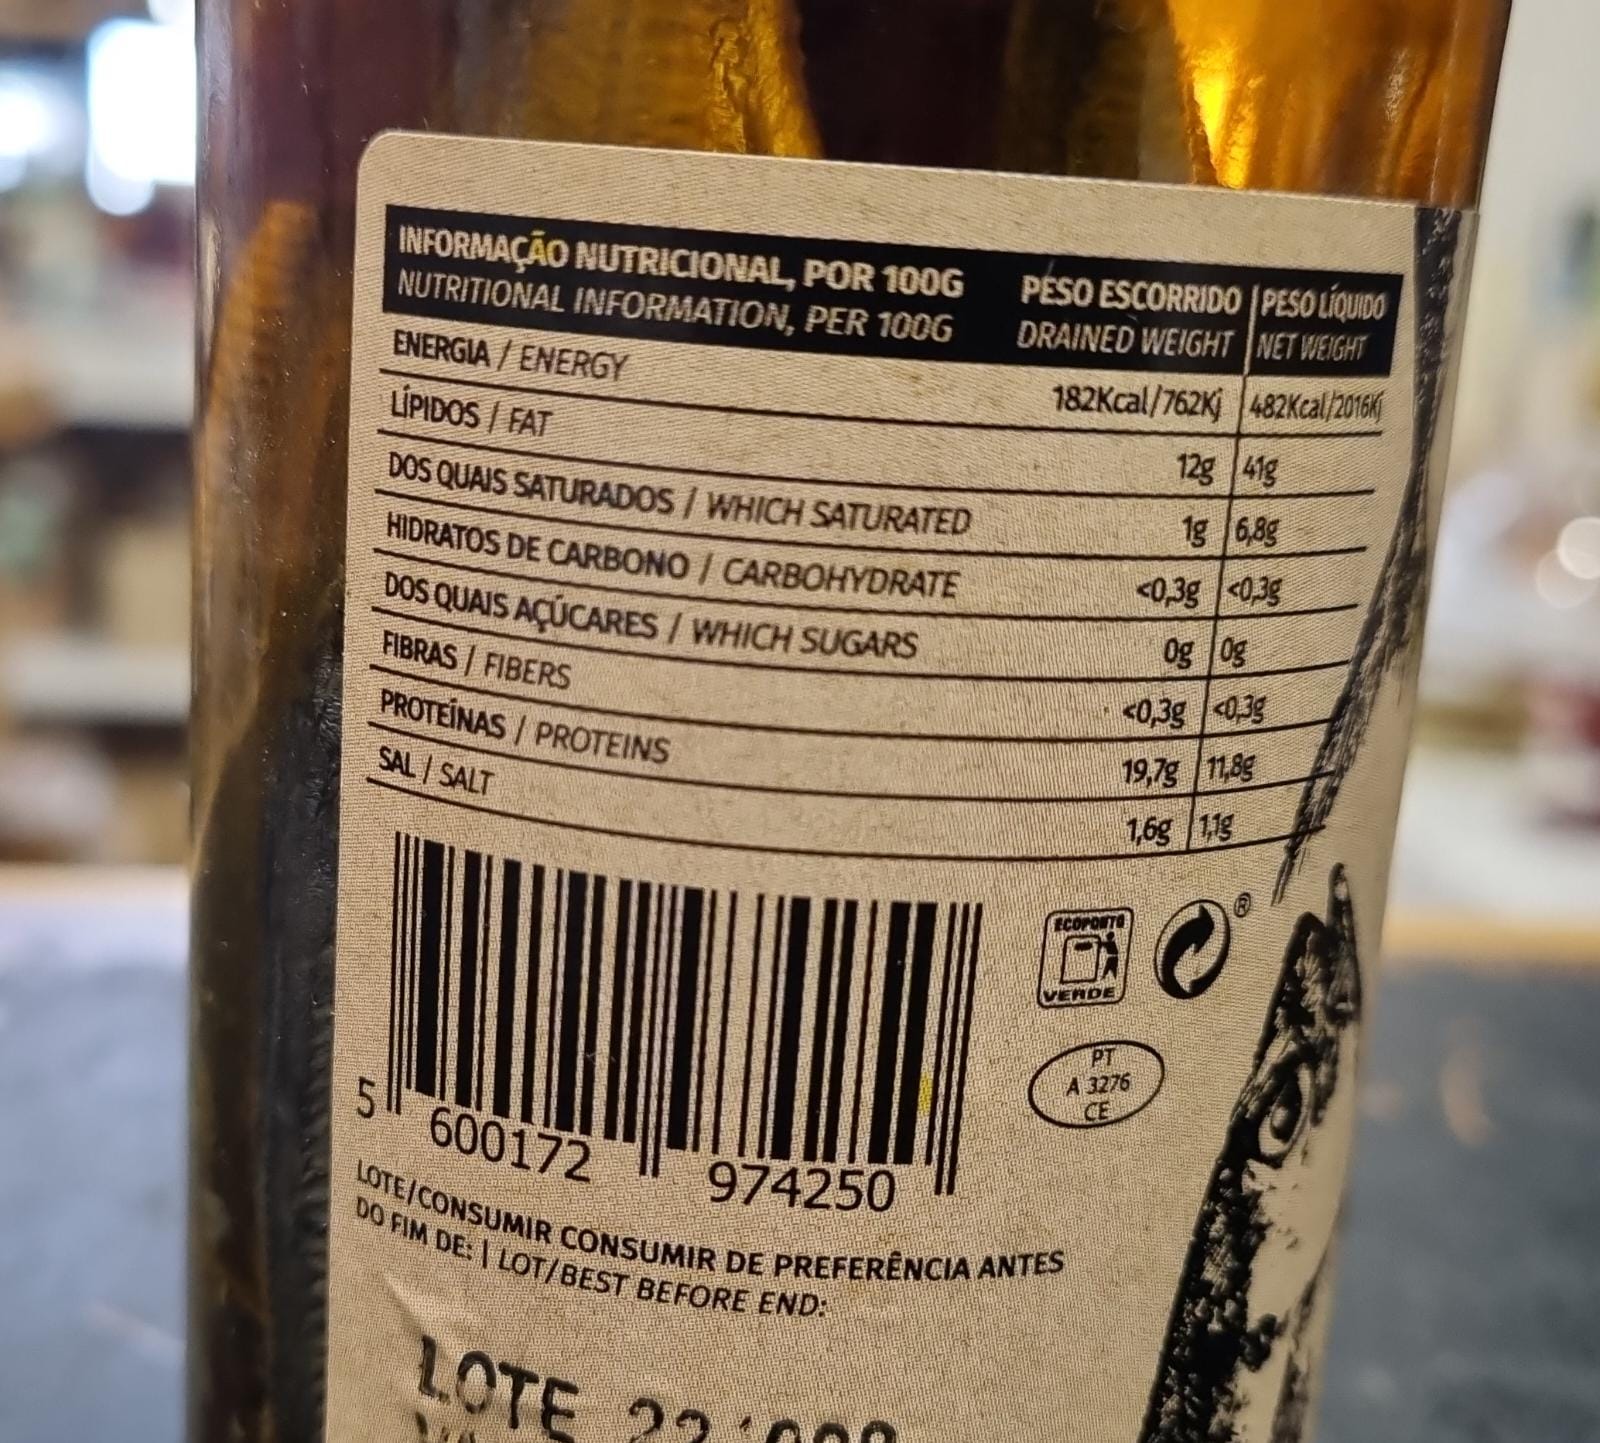 INFORMAÇÃO NUTRICIONAL, POR 100G PESO ESCORRIDO PESO LÍQUIDO
NUTRITIONAL INFORMATION, PER 100G DRAINED WEIGHT NET WEIGHT
ENERGIA / ENERGY 182Kcal/762Kj 482Kcal/2016Kj
LÍPIDOS / FAT 12g 41g
DOS QUAIS SATURADOS / WHICH SATURATED 1g 6,8g
HIDRATOS DE CARBONO / CARBOHYDRATE <0,3g <0,3g
DOS QUAIS AÇÚCARES / WHICH SUGARS 0g 0g
FIBRAS / FIBERS <0,3g <0,3g
PROTEÍNAS / PROTEINS 19,7g 11,8g
SAL / SALT 1,6g 1,1g
ECOPONTO
VERDE
®
PT
A 3276
CE
5 600172 974250
LOTE/CONSUMIR CONSUMIR DE PREFERÊNCIA ANTES
DO FIM DE: | LOT/BEST BEFORE END:
LOTE